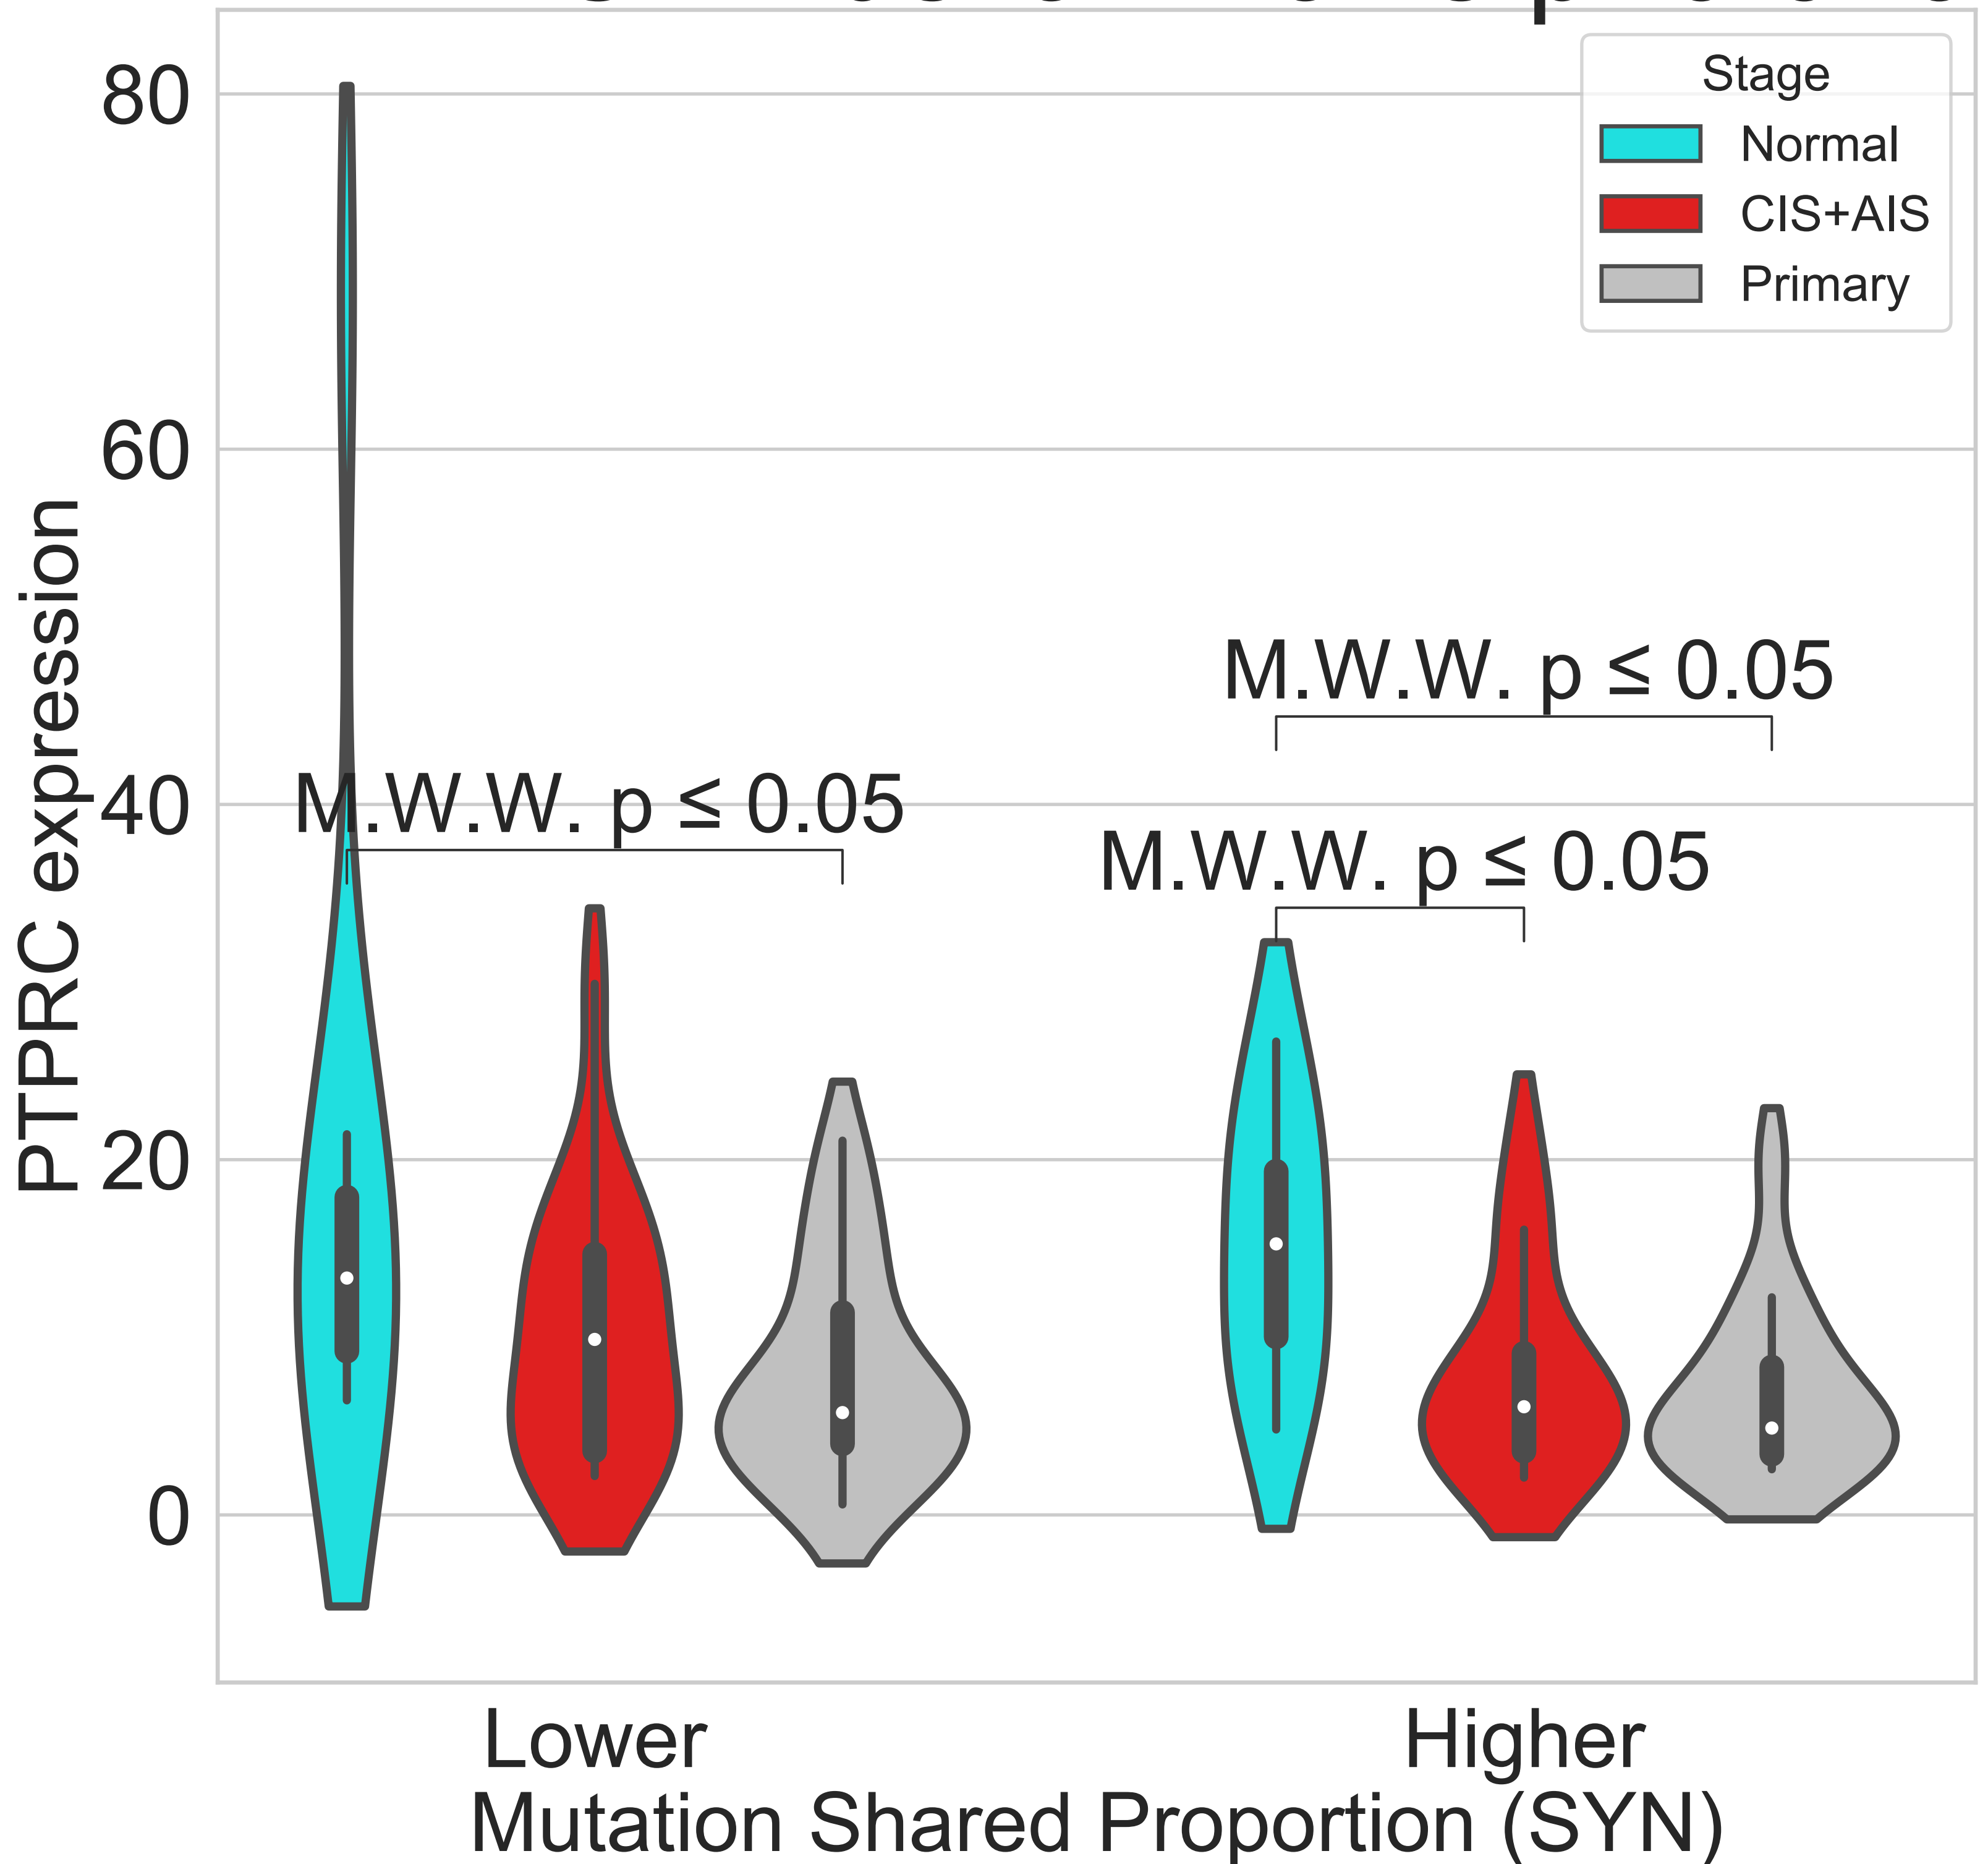 Stage
Normal
CIS+AIS
Primary
80
60
40
20
0
PTPRC expression
M.W.W. p ≤ 0.05
M.W.W. p ≤ 0.05
M.W.W. p ≤ 0.05
Lower
Higher
Mutation Shared Proportion (SYN)